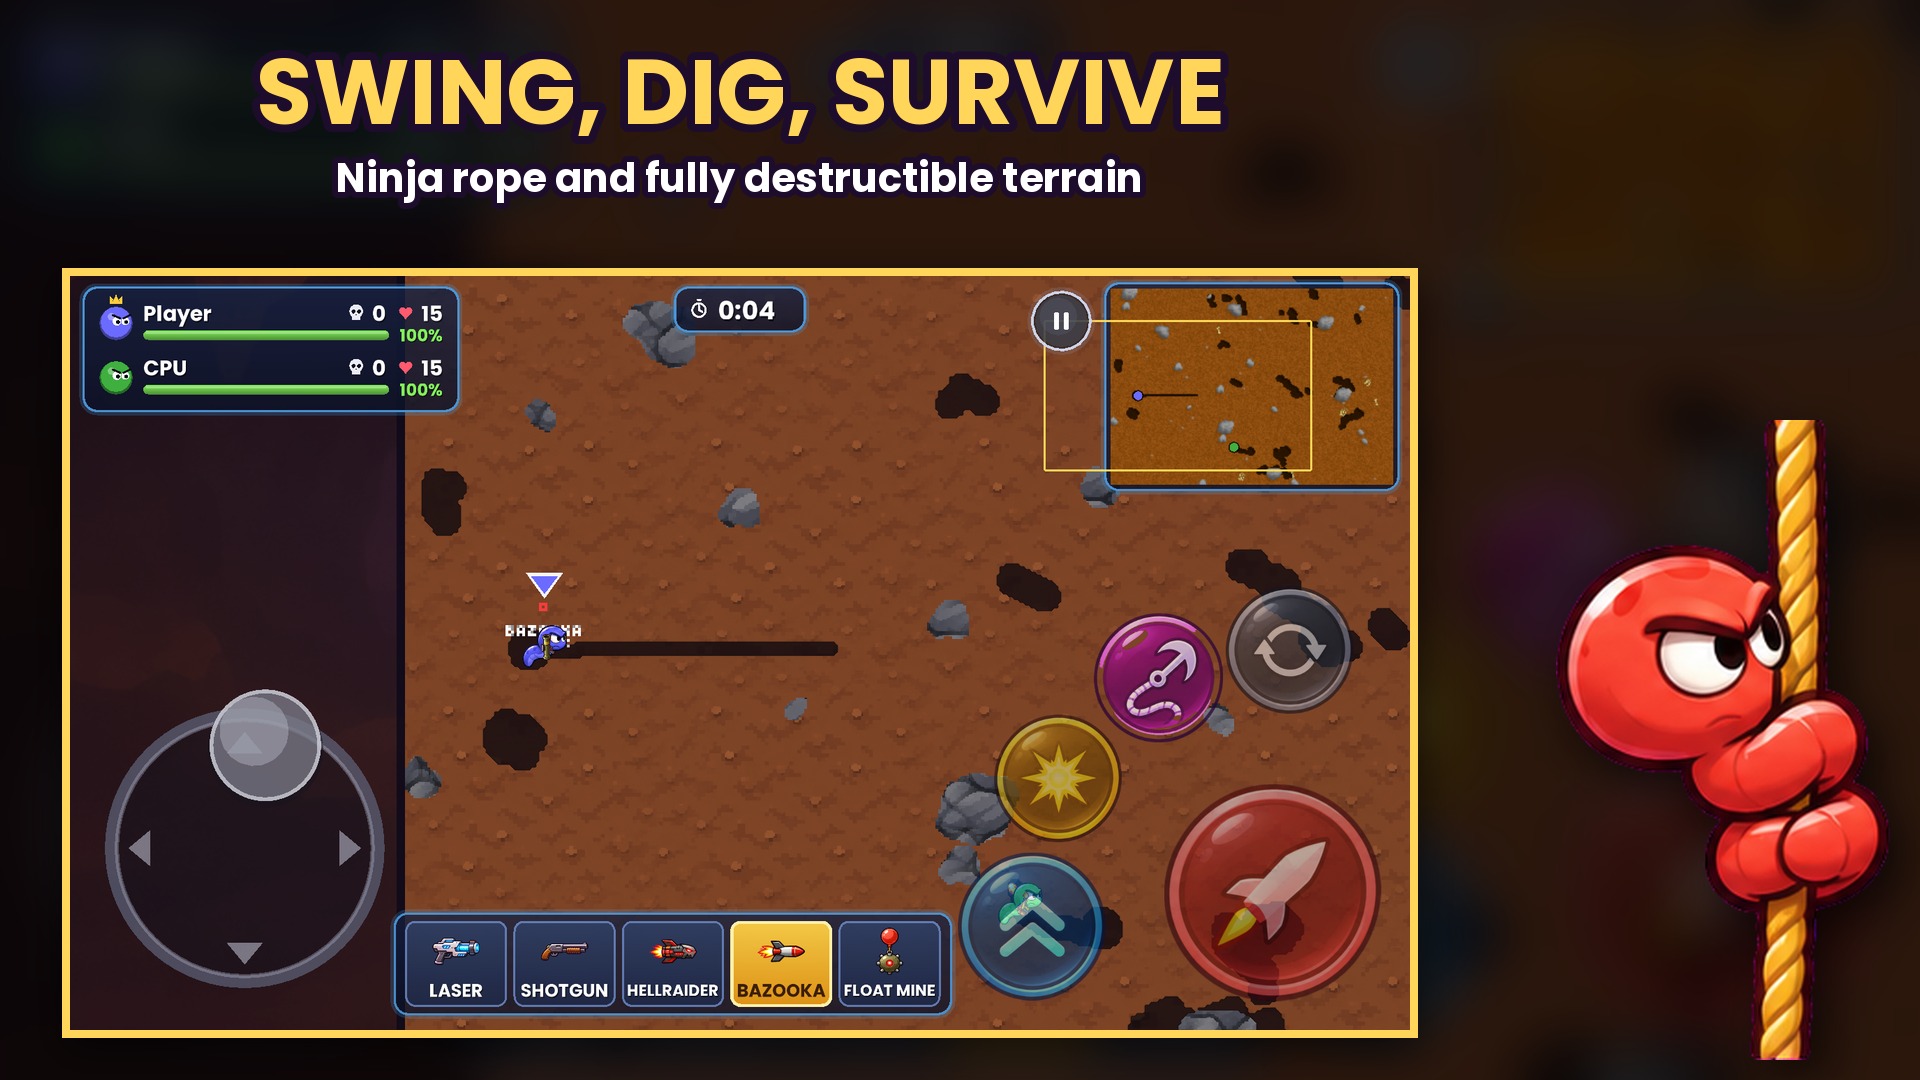 SWING, DIG, SURVIVE
Ninja rope and fully destructible terrain
Player 0 15
100%
CPU 0 15
100%
0:04
LASER
SHOTGUN
HELLRAIDER
BAZOOKA
FLOAT MINE